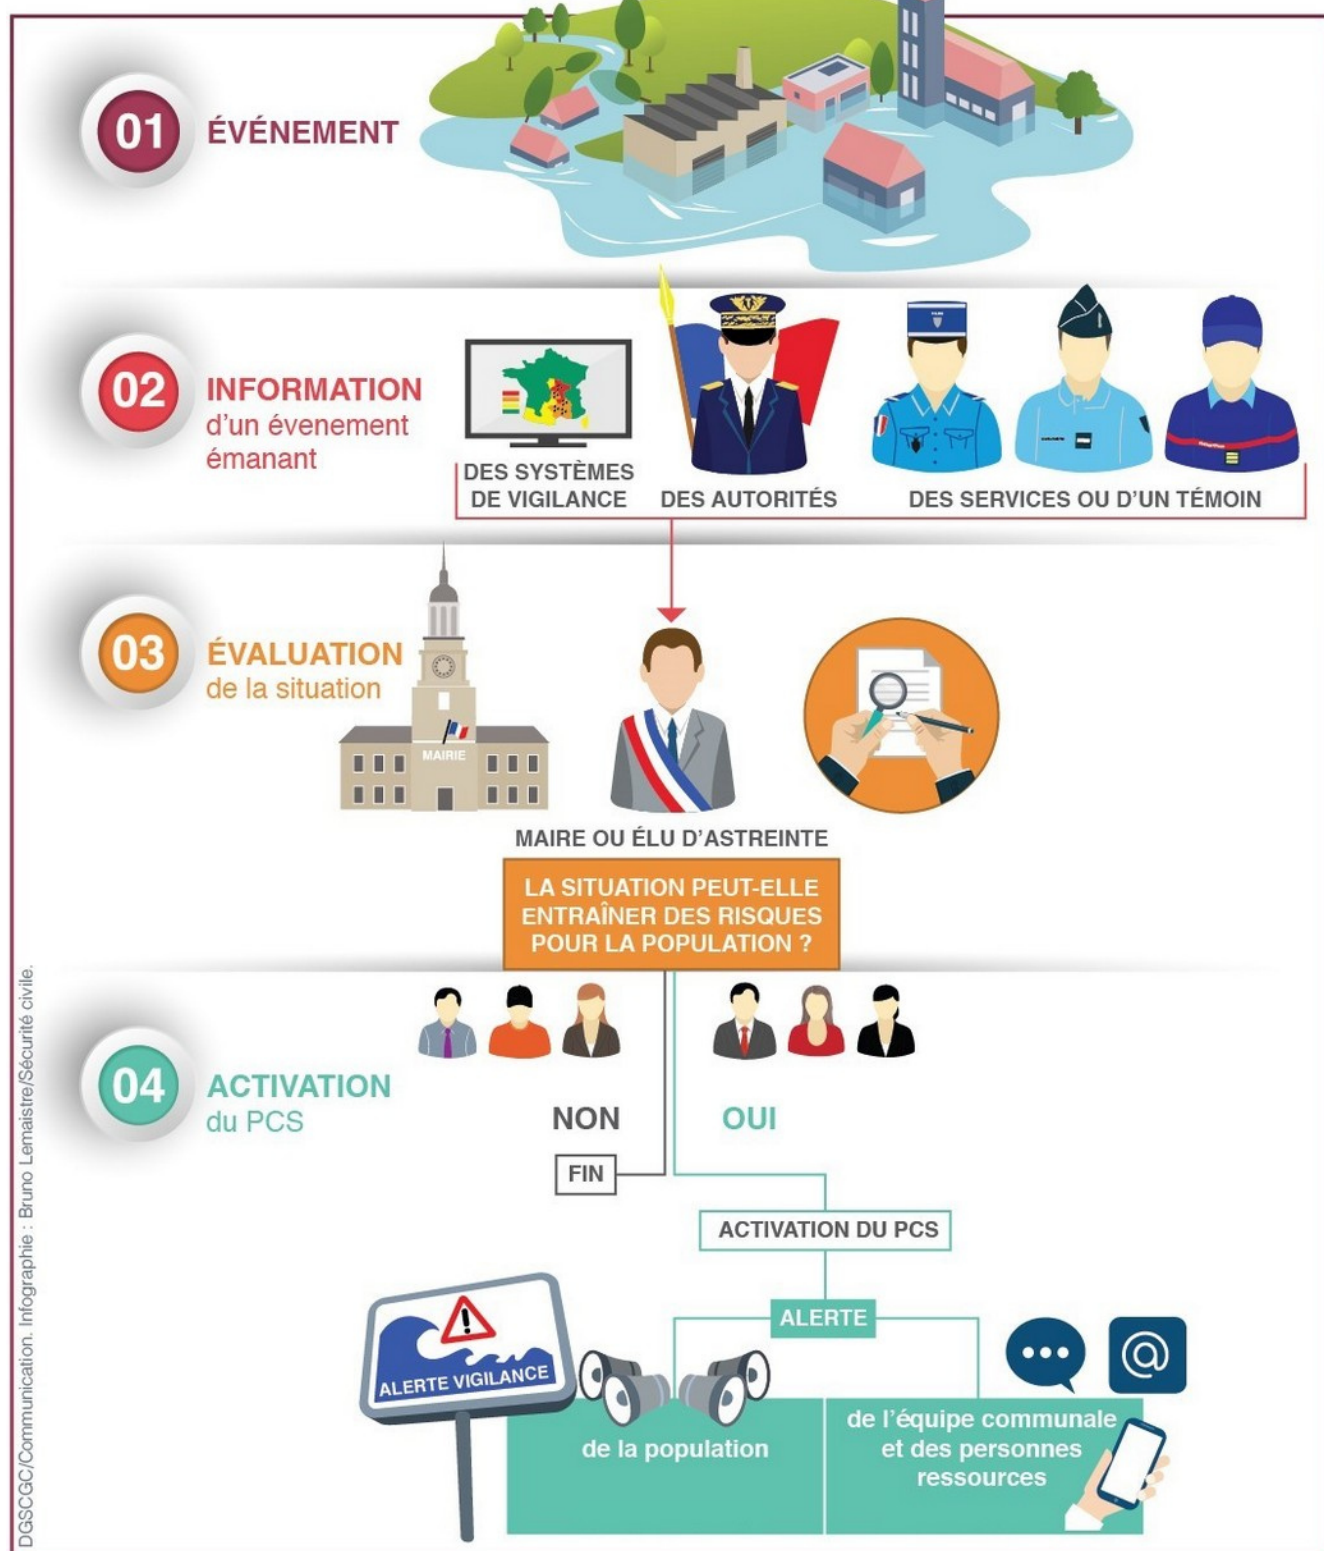 01
ÉVÉNEMENT
02
INFORMATION
d'un évenement
émanant
DES SYSTÈMES
DE VIGILANCE
DES AUTORITÉS
DES SERVICES OU D'UN TÉMOIN
03
ÉVALUATION
de la situation
MAIRIE
MAIRE OU ÉLU D'ASTREINTE
LA SITUATION PEUT-ELLE
ENTRAÎNER DES RISQUES
POUR LA POPULATION ?
04
ACTIVATION
du PCS
NON
OUI
FIN
ACTIVATION DU PCS
ALERTE
ALERTE VIGILANCE
de la population
de l'équipe communale
et des personnes
ressources
DGSCGC/Communication. Infographie : Bruno Lemaistre/Sécurité civile.